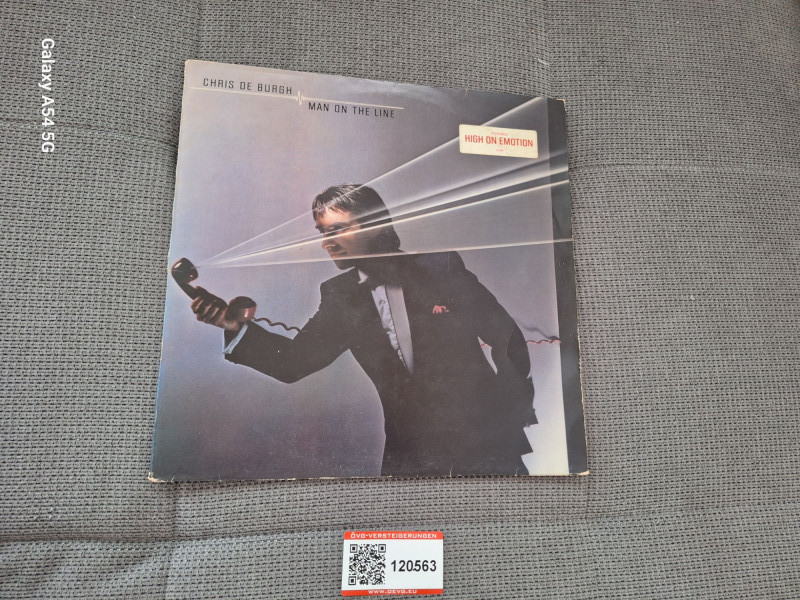 Galaxy A54 5G
CHRIS DE BURGH
MAN ON THE LINE
HIGH ON EMOTION
ÖVG-VERSTEIGERUNGEN
120563
WWW.OEVG.EU